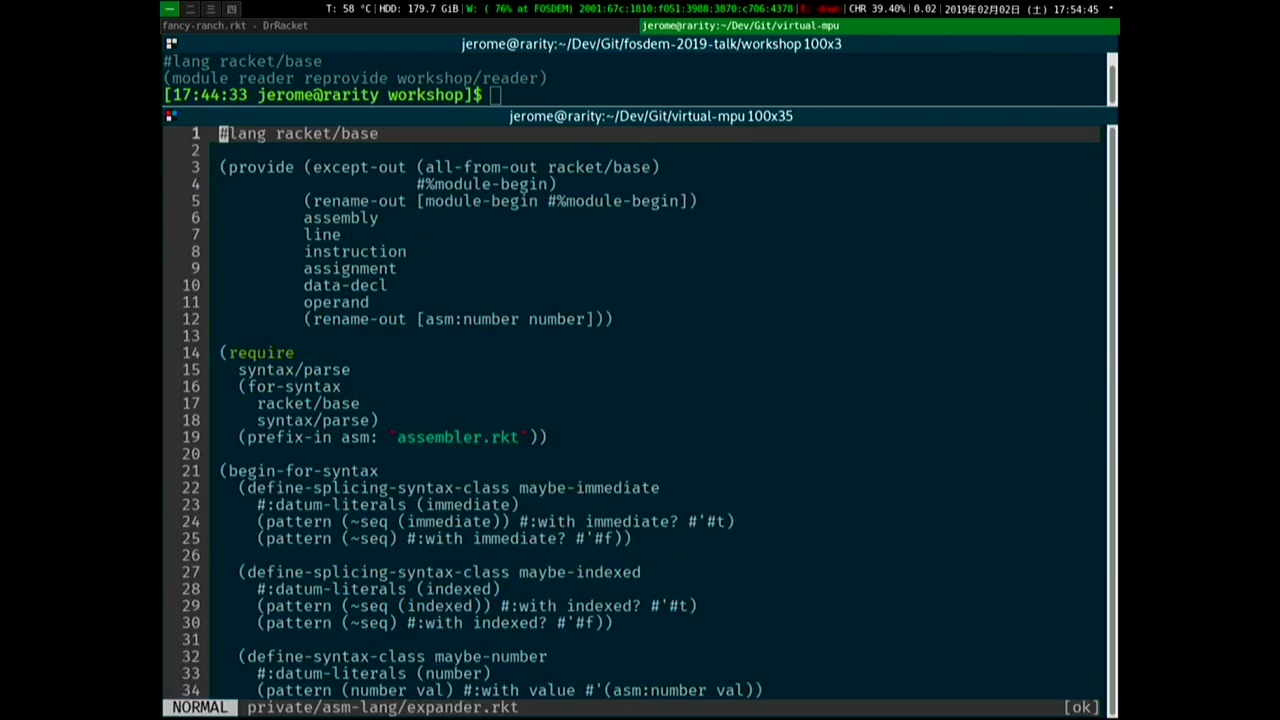 一 二 三 四 T: 58 °C|HDD: 179.7 GiB|W: ( 76% at FOSDEM) 2001:67c:1810:f051:3988:3870:c706:4378|E: down|CHR 39.40%|0.02|2019年02月02日 (土) 17:54:45
fancy-ranch.rkt - DrRacket jerome@rarity:~/Dev/Git/virtual-mpu
jerome@rarity:~/Dev/Git/fosdem-2019-talk/workshop 100x3
#lang racket/base
(module reader reprovide workshop/reader)
[17:44:33 jerome@rarity workshop]$
jerome@rarity:~/Dev/Git/virtual-mpu 100x35
1 #lang racket/base
2
3 (provide (except-out (all-from-out racket/base)
4 #%module-begin)
5 (rename-out [module-begin #%module-begin])
6 assembly
7 line
8 instruction
9 assignment
10 data-decl
11 operand
12 (rename-out [asm:number number]))
13
14 (require
15 syntax/parse
16 (for-syntax
17 racket/base
18 syntax/parse)
19 (prefix-in asm: "assembler.rkt"))
20
21 (begin-for-syntax
22 (define-splicing-syntax-class maybe-immediate
23 #:datum-literals (immediate)
24 (pattern (~seq (immediate)) #:with immediate? #'#t)
25 (pattern (~seq) #:with immediate? #'#f))
26
27 (define-splicing-syntax-class maybe-indexed
28 #:datum-literals (indexed)
29 (pattern (~seq (indexed)) #:with indexed? #'#t)
30 (pattern (~seq) #:with indexed? #'#f))
31
32 (define-syntax-class maybe-number
33 #:datum-literals (number)
34 (pattern (number val) #:with value #'(asm:number val))
NORMAL private/asm-lang/expander.rkt [ok]